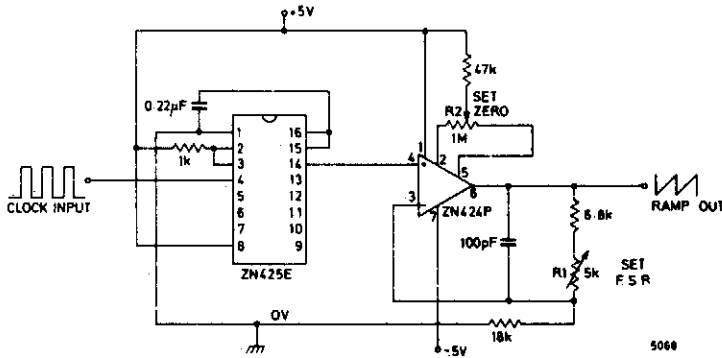 +5V
47k
0.22µF
SET
ZERO
R2
1M
1 16
2 15
3 14
4 13
5 12
6 11
7 10
8 9
1k
ZN425E
CLOCK INPUT
1
2
4
+
3
-
5
6
7
ZN424P
100pF
6.8k
R1
5k
SET
F.S.R
RAMP OUT
0V
18k
-5V
5060